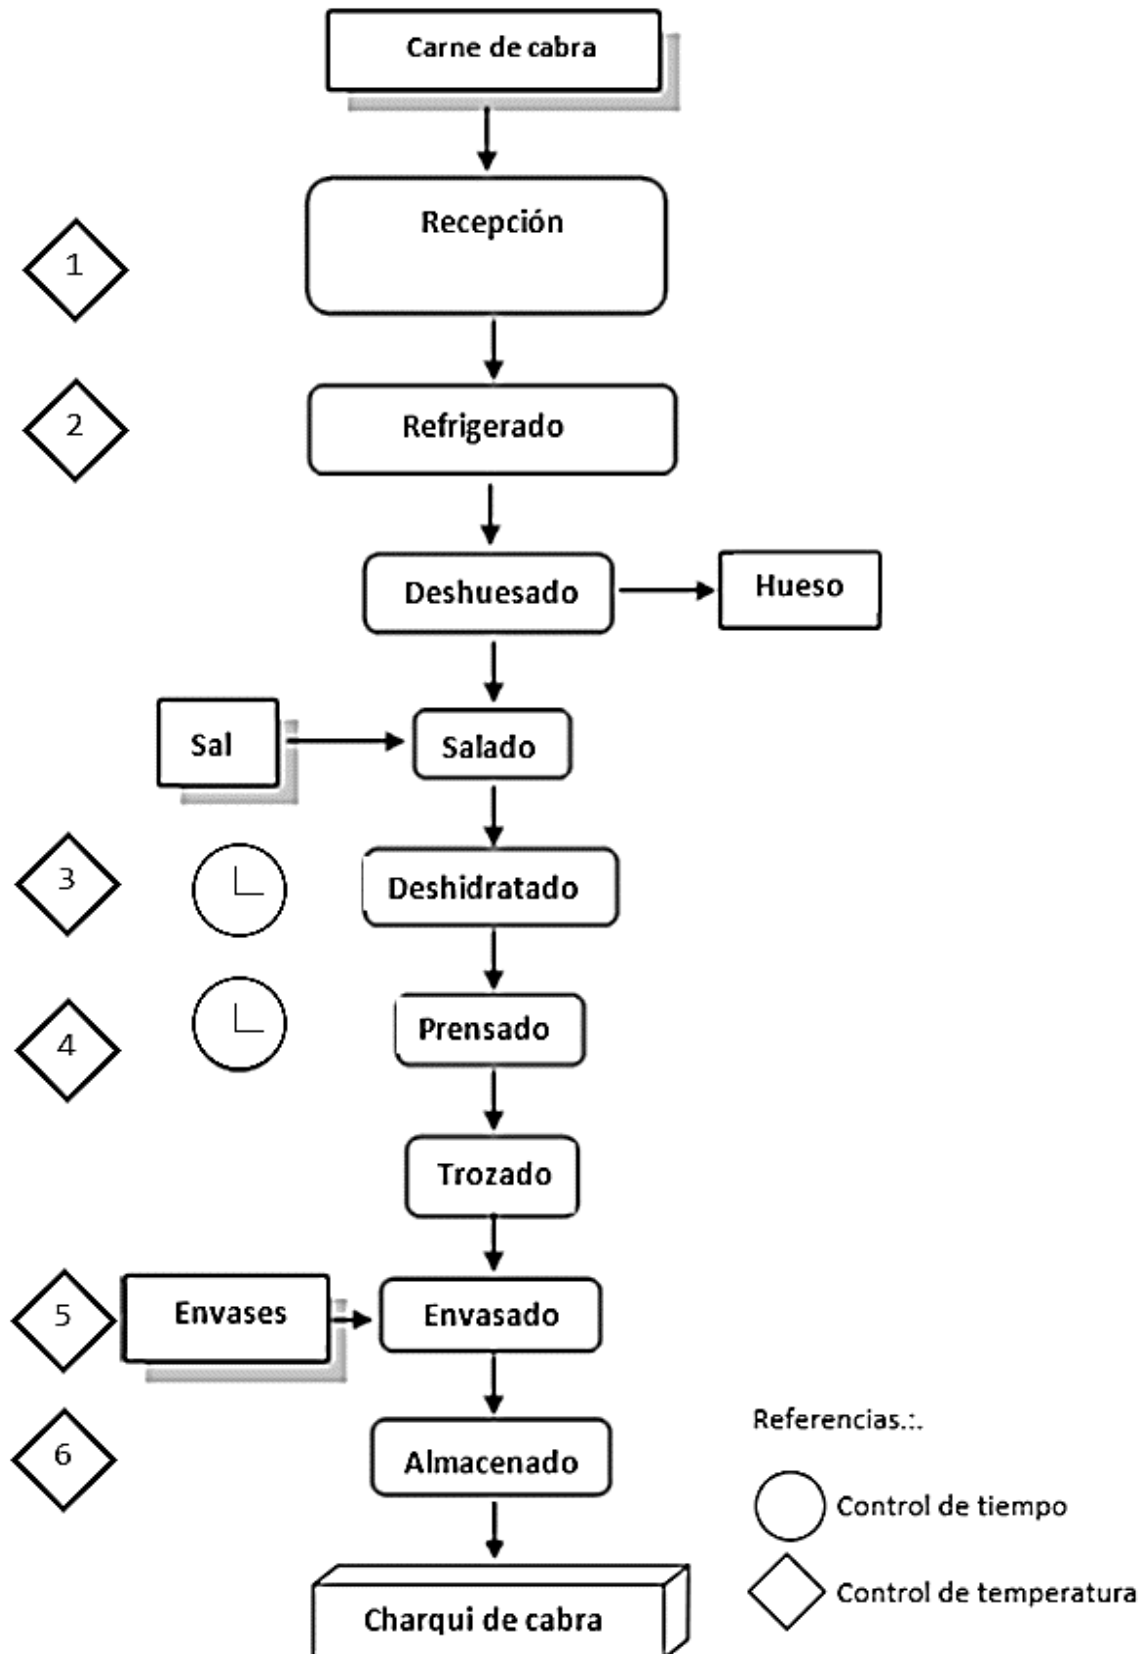 Carne de cabra
Recepción
1
Refrigerado
2
Deshuesado
Hueso
Sal
Salado
3
Deshidratado
4
Prensado
Trozado
5
Envases
Envasado
6
Almacenado
Charqui de cabra
Referencias.:.
Control de tiempo
Control de temperatura